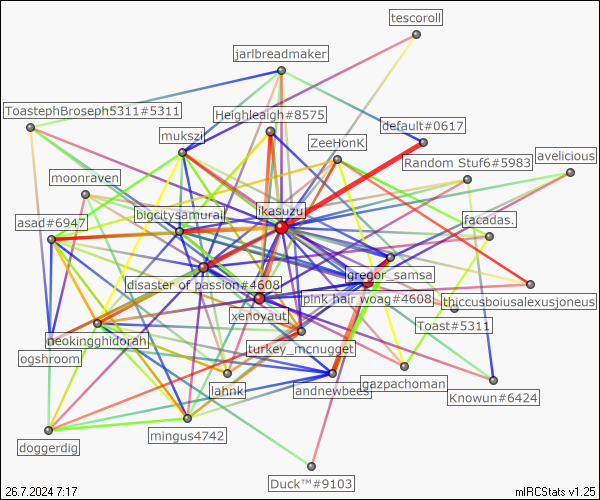 tescoroll
jarlbreadmaker
ToastephBroseph5311#5311
Heighleaigh#8575
default#0617
mukszi
ZeeHonK
Random Stuf6#5983
avelicious
moonraven
asad#6947
bigcitysamurai
ikasuzu
facadas.
disaster of passion#4608
gregor_samsa
pink hair woag#4608
thiccusboiusalexusjoneus
xenoyaut
Toast#5311
neokingghidorah
ogshroom
turkey_mcnugget
lahnk
andnewbees
gazpachoman
Knowun#6424
doggerdig
mingus4742
Duck™#9103
26.7.2024 7:17
mIRCStats v1.25